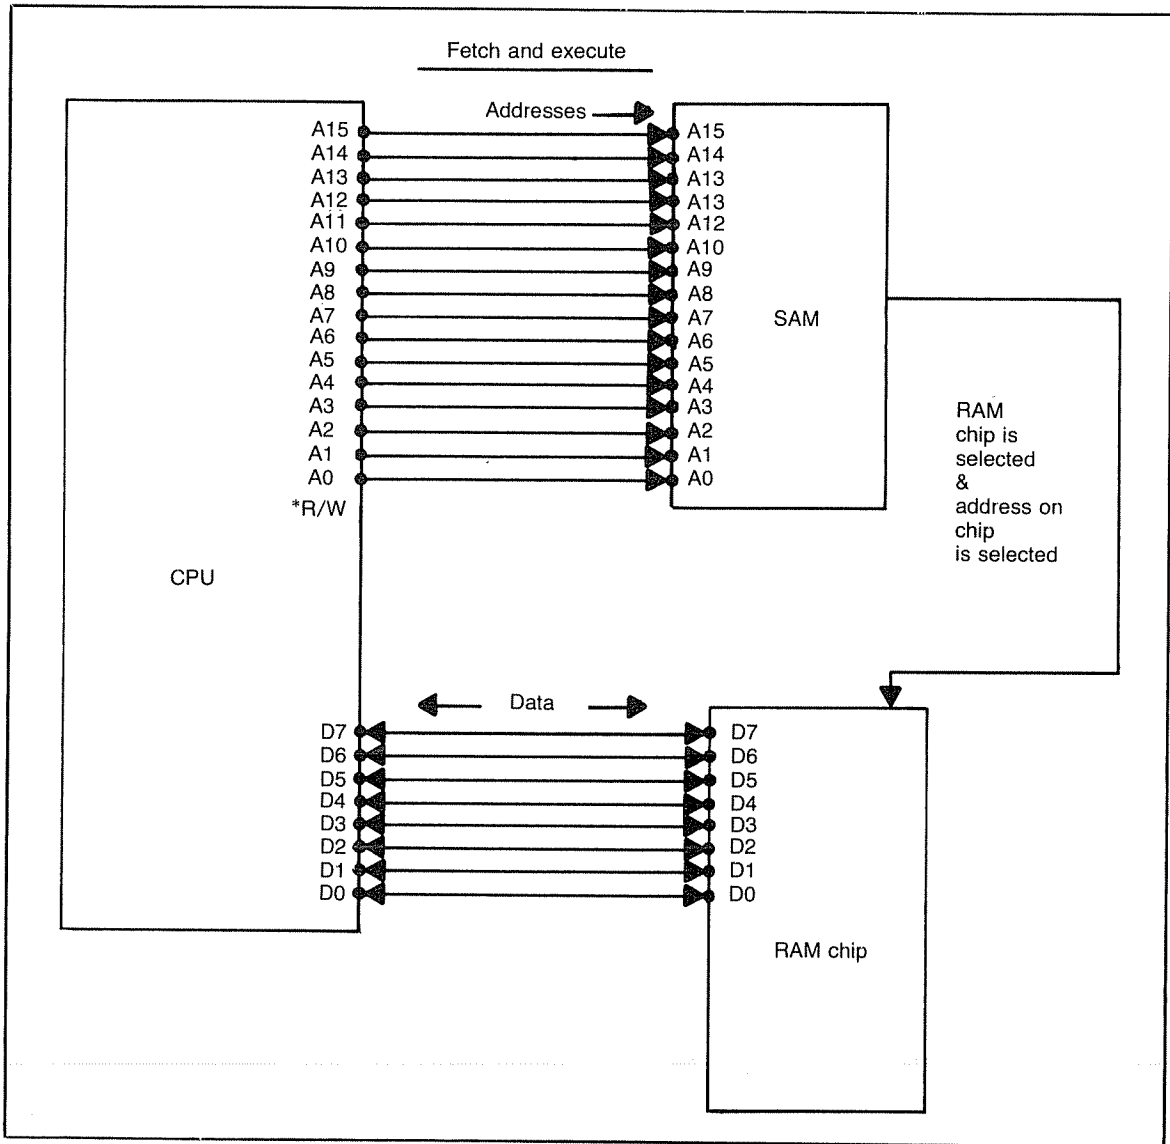 Fetch and execute
Addresses
A15
A14
A13
A12
A11
A10
A9
A8
A7
A6
A5
A4
A3
A2
A1
A0
*R/W
CPU
D7
D6
D5
D4
D3
D2
D1
D0
A15
A14
A13
A13
A12
A10
A9
A8
A7
A6
A5
A4
A3
A2
A1
A0
SAM
RAM
chip is
selected
&
address on
chip
is selected
Data
D7
D6
D5
D4
D3
D2
D1
D0
RAM chip